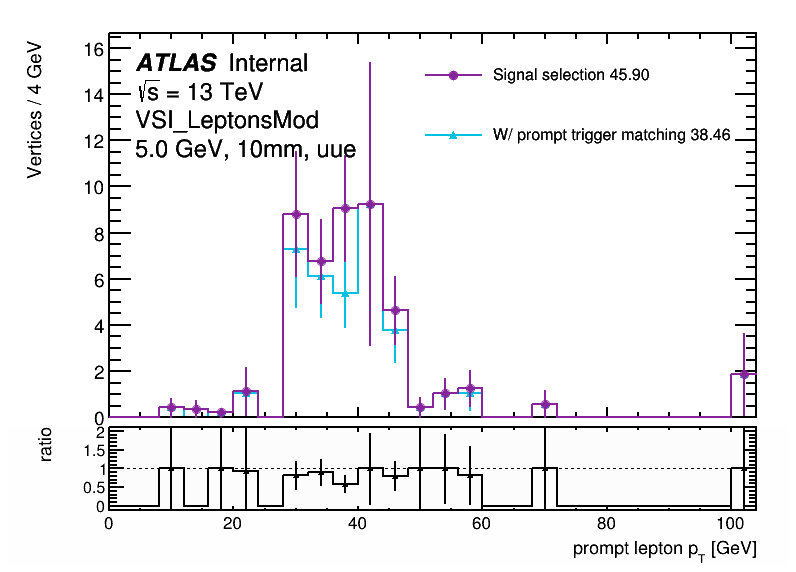 ATLAS Internal
√s = 13 TeV
VSI_LeptonsMod
5.0 GeV, 10mm, uue
Signal selection 45.90
W/ prompt trigger matching 38.46
Vertices / 4 GeV
16
14
12
10
8
6
4
2
0
ratio
2
1.5
1
0.5
0
0 20 40 60 80 100
prompt lepton pT [GeV]